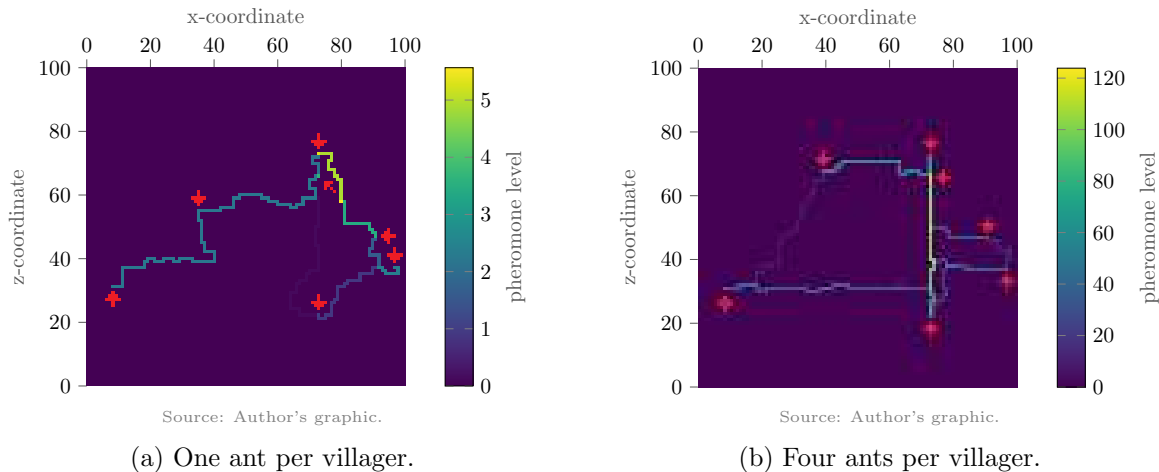 x-coordinate
0 20 40 60 80 100
100
80
60
40
20
0
z-coordinate
5
4
3
2
1
0
pheromone level
Source: Author's graphic.
(a) One ant per villager.
x-coordinate
0 20 40 60 80 100
100
80
60
40
20
0
z-coordinate
120
100
80
60
40
20
0
pheromone level
Source: Author's graphic.
(b) Four ants per villager.